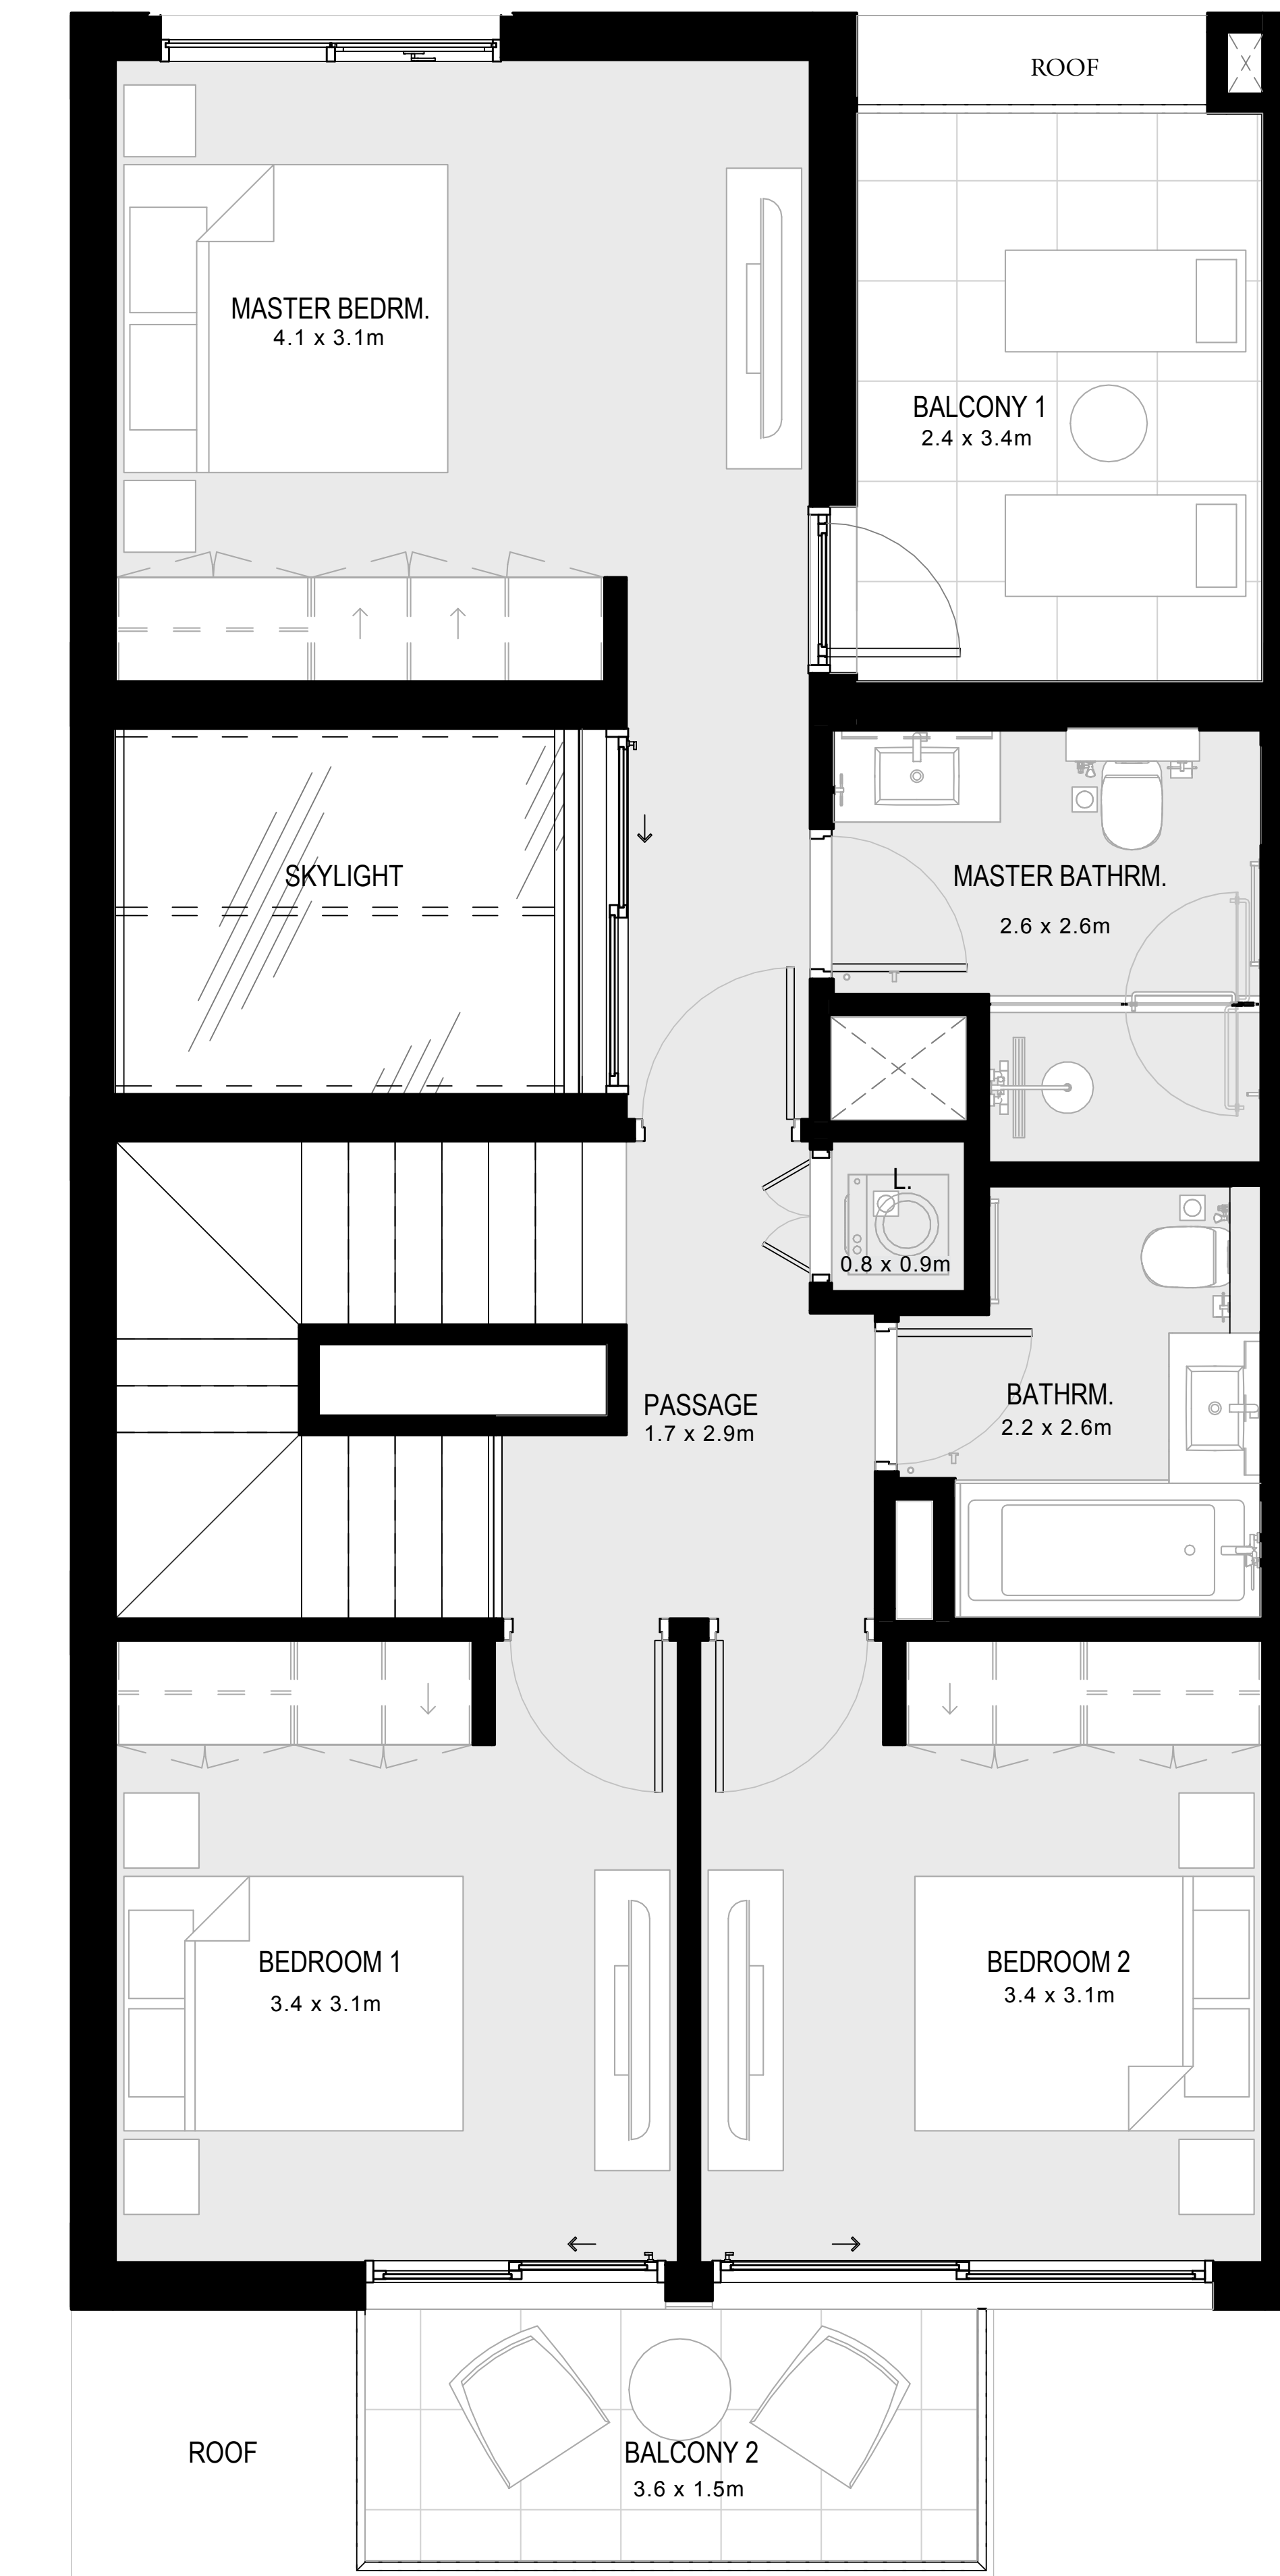 ROOF
MASTER BEDRM.
4.1 x 3.1m
BALCONY 1
2.4 x 3.4m
SKYLIGHT
MASTER BATHRM.
2.6 x 2.6m
L.
0.8 x 0.9m
PASSAGE
1.7 x 2.9m
BATHRM.
2.2 x 2.6m
BEDROOM 1
3.4 x 3.1m
BEDROOM 2
3.4 x 3.1m
ROOF
BALCONY 2
3.6 x 1.5m